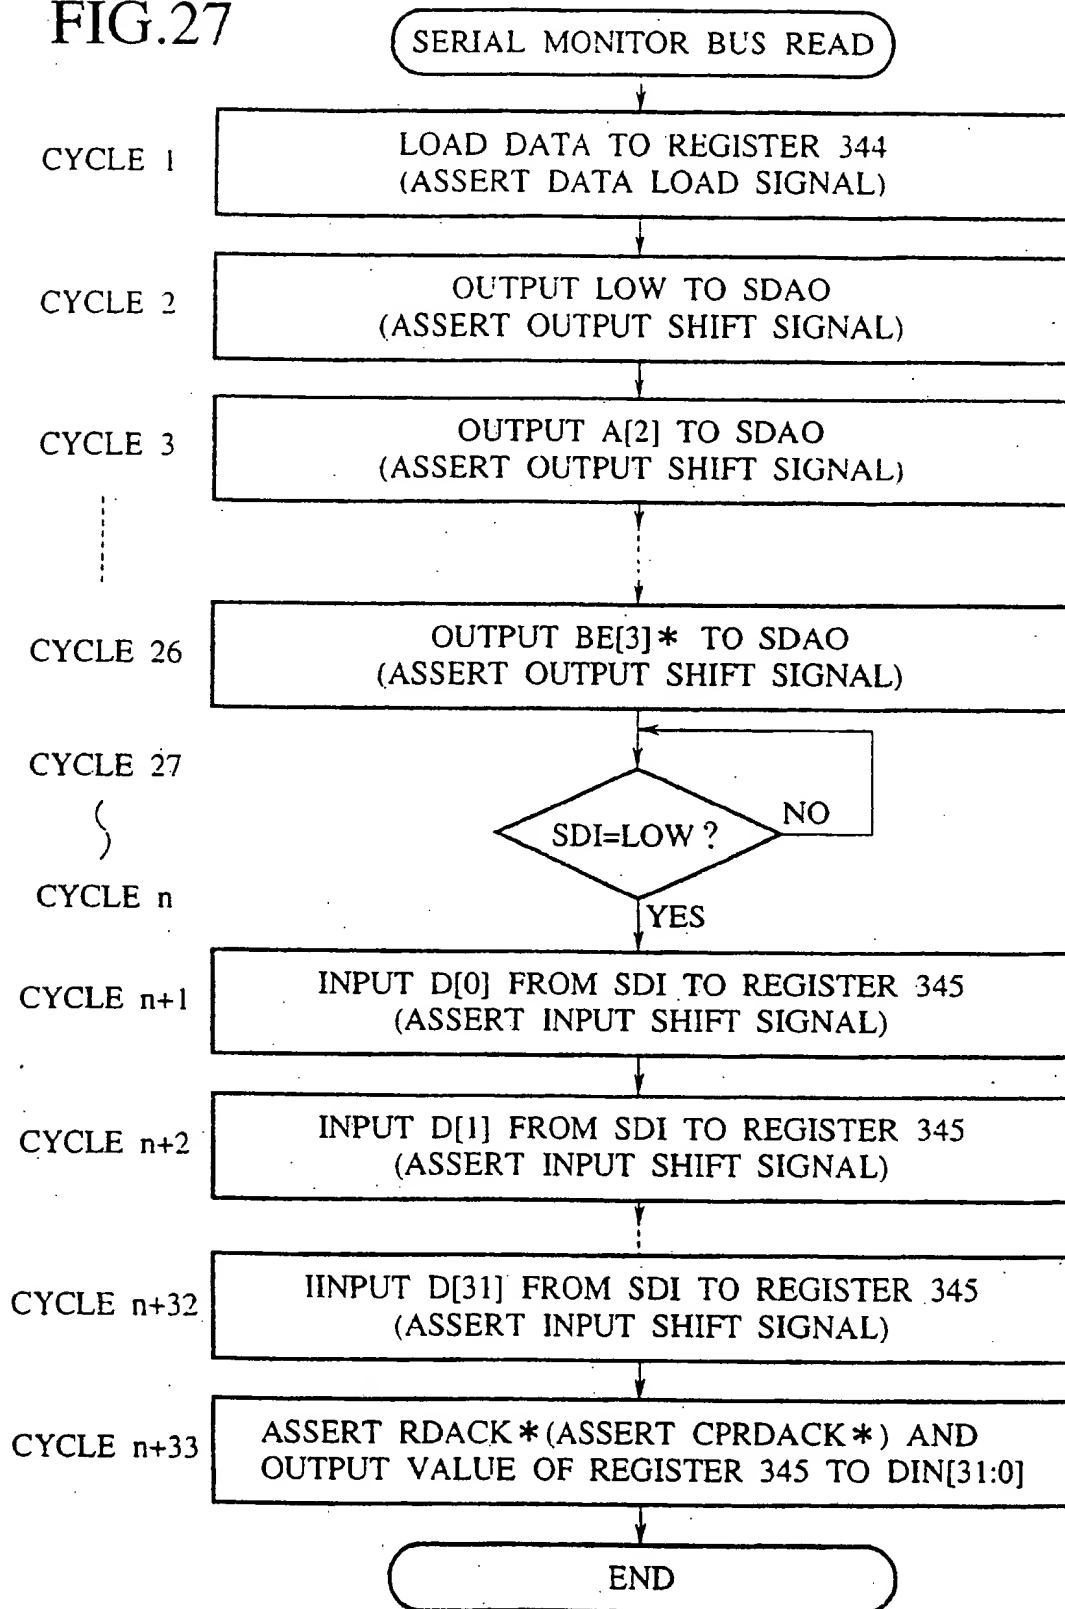 FIG.27
SERIAL MONITOR BUS READ
CYCLE 1
LOAD DATA TO REGISTER 344
(ASSERT DATA LOAD SIGNAL)
CYCLE 2
OUTPUT LOW TO SDAO
(ASSERT OUTPUT SHIFT SIGNAL)
CYCLE 3
OUTPUT A[2] TO SDAO
(ASSERT OUTPUT SHIFT SIGNAL)
CYCLE 26
OUTPUT BE[3]* TO SDAO
(ASSERT OUTPUT SHIFT SIGNAL)
CYCLE 27
SDI=LOW ?
NO
CYCLE n
YES
CYCLE n+1
INPUT D[0] FROM SDI TO REGISTER 345
(ASSERT INPUT SHIFT SIGNAL)
CYCLE n+2
INPUT D[1] FROM SDI TO REGISTER 345
(ASSERT INPUT SHIFT SIGNAL)
CYCLE n+32
IINPUT D[31] FROM SDI TO REGISTER 345
(ASSERT INPUT SHIFT SIGNAL)
CYCLE n+33
ASSERT RDACK*(ASSERT CPRDACK*) AND
OUTPUT VALUE OF REGISTER 345 TO DIN[31:0]
END